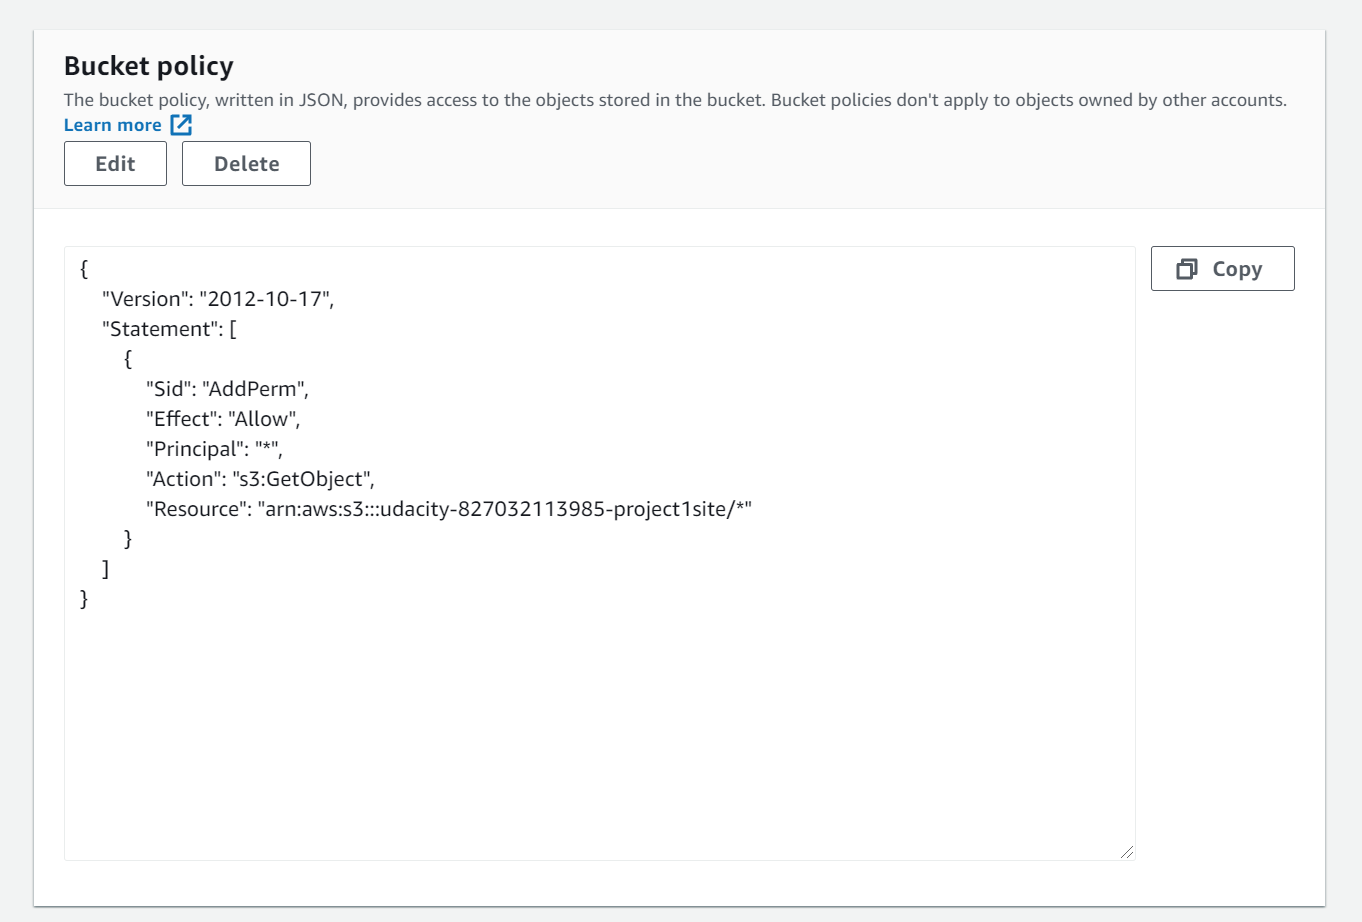 Bucket policy
The bucket policy, written in JSON, provides access to the objects stored in the bucket. Bucket policies don't apply to objects owned by other accounts.
Learn more
Edit Delete
Copy
{
"Version": "2012-10-17",
"Statement": [
{
"Sid": "AddPerm",
"Effect": "Allow",
"Principal": "*",
"Action": "s3:GetObject",
"Resource": "arn:aws:s3:::udacity-827032113985-project1site/*"
}
]
}